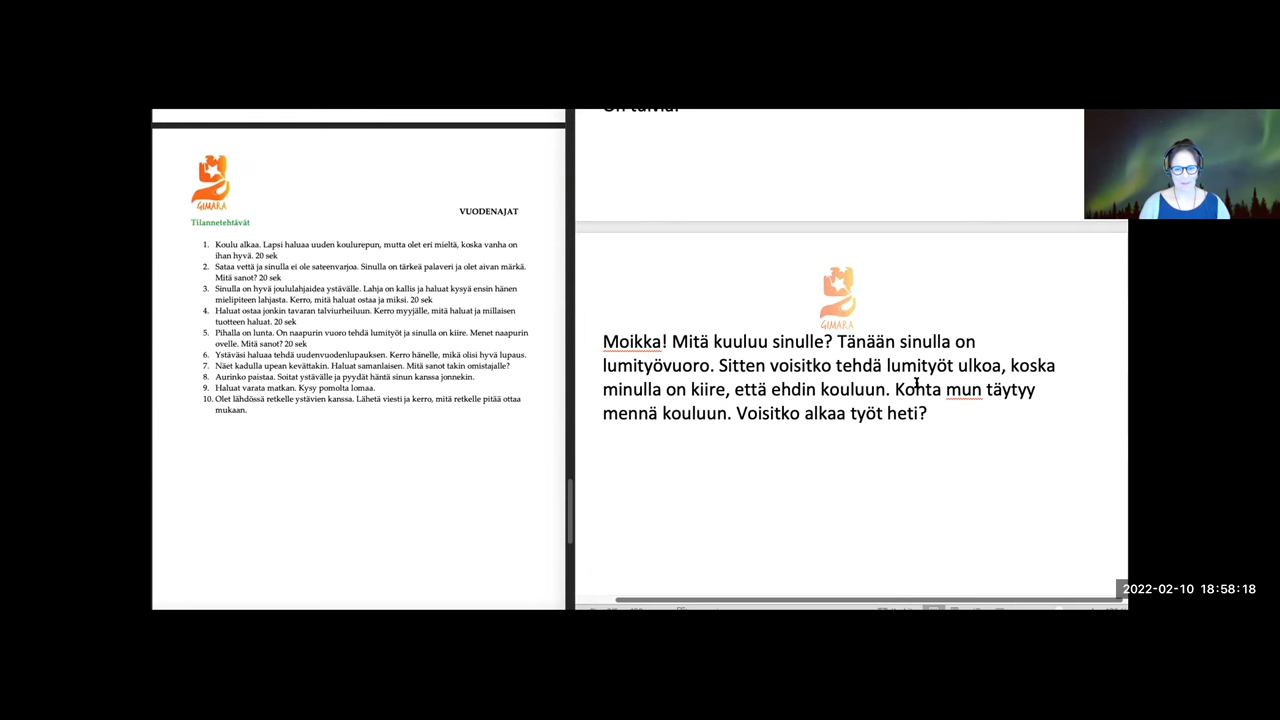 GIMARA
Tilannetehtävät
VUODENAJAT
1. Koulu alkaa. Lapsi haluaa uuden koulurepun, mutta olet eri mieltä, koska vanha on
ihan hyvä. 20 sek
2. Sataa vettä ja sinulla ei ole sateenvarjoa. Sinulla on tärkeä palaveri ja olet aivan märkä.
Mitä sanot? 20 sek
3. Sinulla on hyvä joululahjaidea ystävälle. Lahja on kallis ja haluat kysyä ensin hänen
mielipiteen lahjasta. Kerro, mitä haluat ostaa ja miksi. 20 sek
4. Haluat ostaa jonkin tavaran talviurheiluun. Kerro myyjälle, mitä haluat ja millaisen
tuotteen haluat. 20 sek
5. Pihalla on lunta. On naapurin vuoro tehdä lumityöt ja sinulla on kiire. Menet naapurin
ovelle. Mitä sanot? 20 sek
6. Ystäväsi haluaa tehdä uudenvuodenlupauksen. Kerro hänelle, mikä olisi hyvä lupaus.
7. Näet kadulla upean kevättakin. Haluat samanlaisen. Mitä sanot takin omistajalle?
8. Aurinko paistaa. Soitat ystävälle ja pyydät häntä sinun kanssa jonnekin.
9. Haluat varata matkan. Kysy pomolta lomaa.
10. Olet lähdössä retkelle ystävien kanssa. Lähetä viesti ja kerro, mitä retkelle pitää ottaa
mukaan.
GIMARA
Moikka! Mitä kuuluu sinulle? Tänään sinulla on
lumityövuoro. Sitten voisitko tehdä lumityöt ulkoa, koska
minulla on kiire, että ehdin kouluun. Kohta mun täytyy
mennä kouluun. Voisitko alkaa työt heti?
2022-02-10 18:58:18